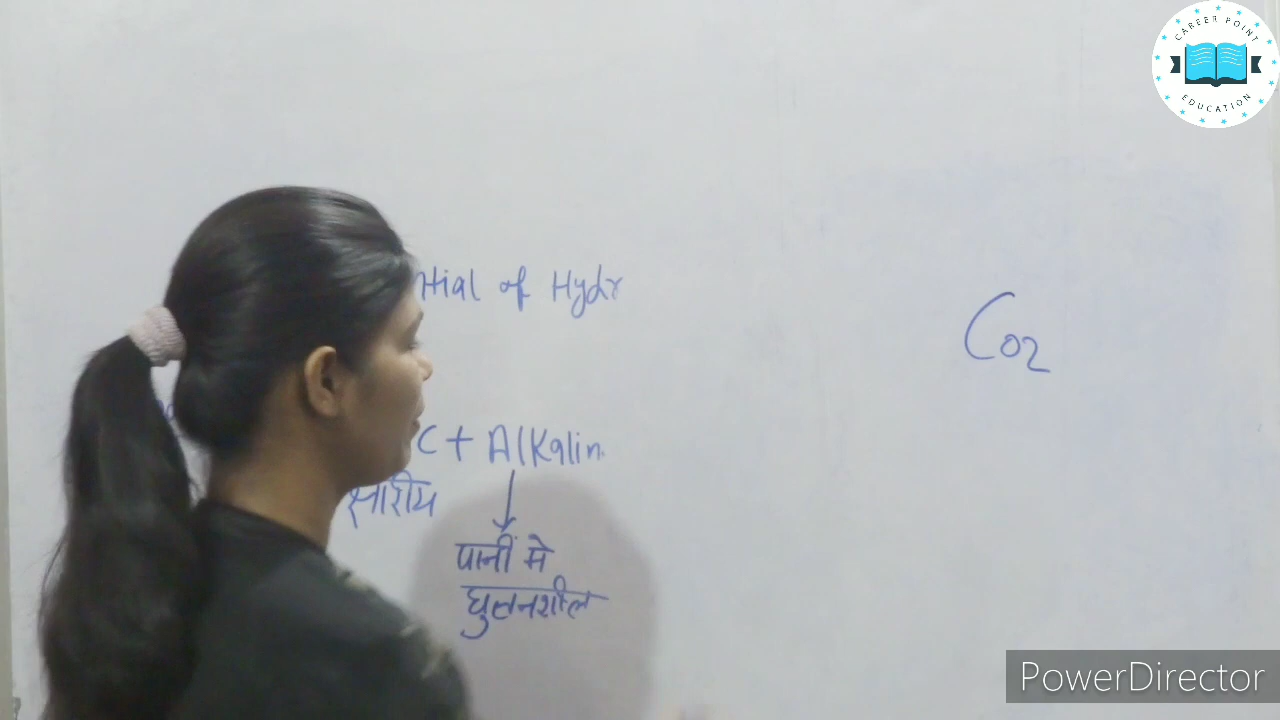 CAREER POINT
EDUCATION
ntial of Hydr
Co2
C + Alkalin
क्षारीय
पानीं मे
घुलनशील
PowerDirector